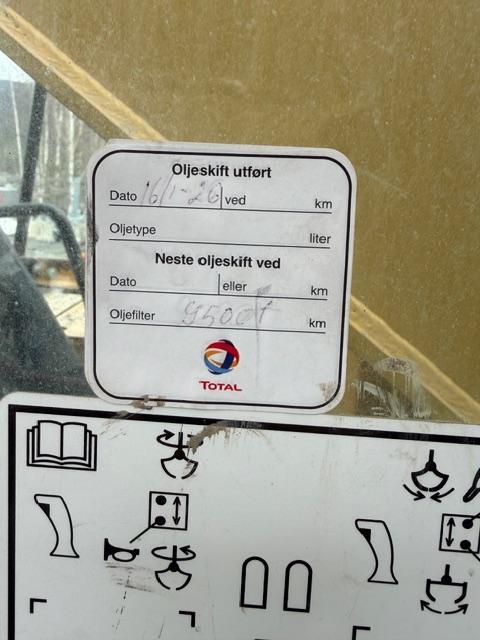 Oljeskift utført
Dato 16/1-26 ved km
Oljetype liter
Neste oljeskift ved
Dato eller km
Oljefilter 9500t km
TOTAL